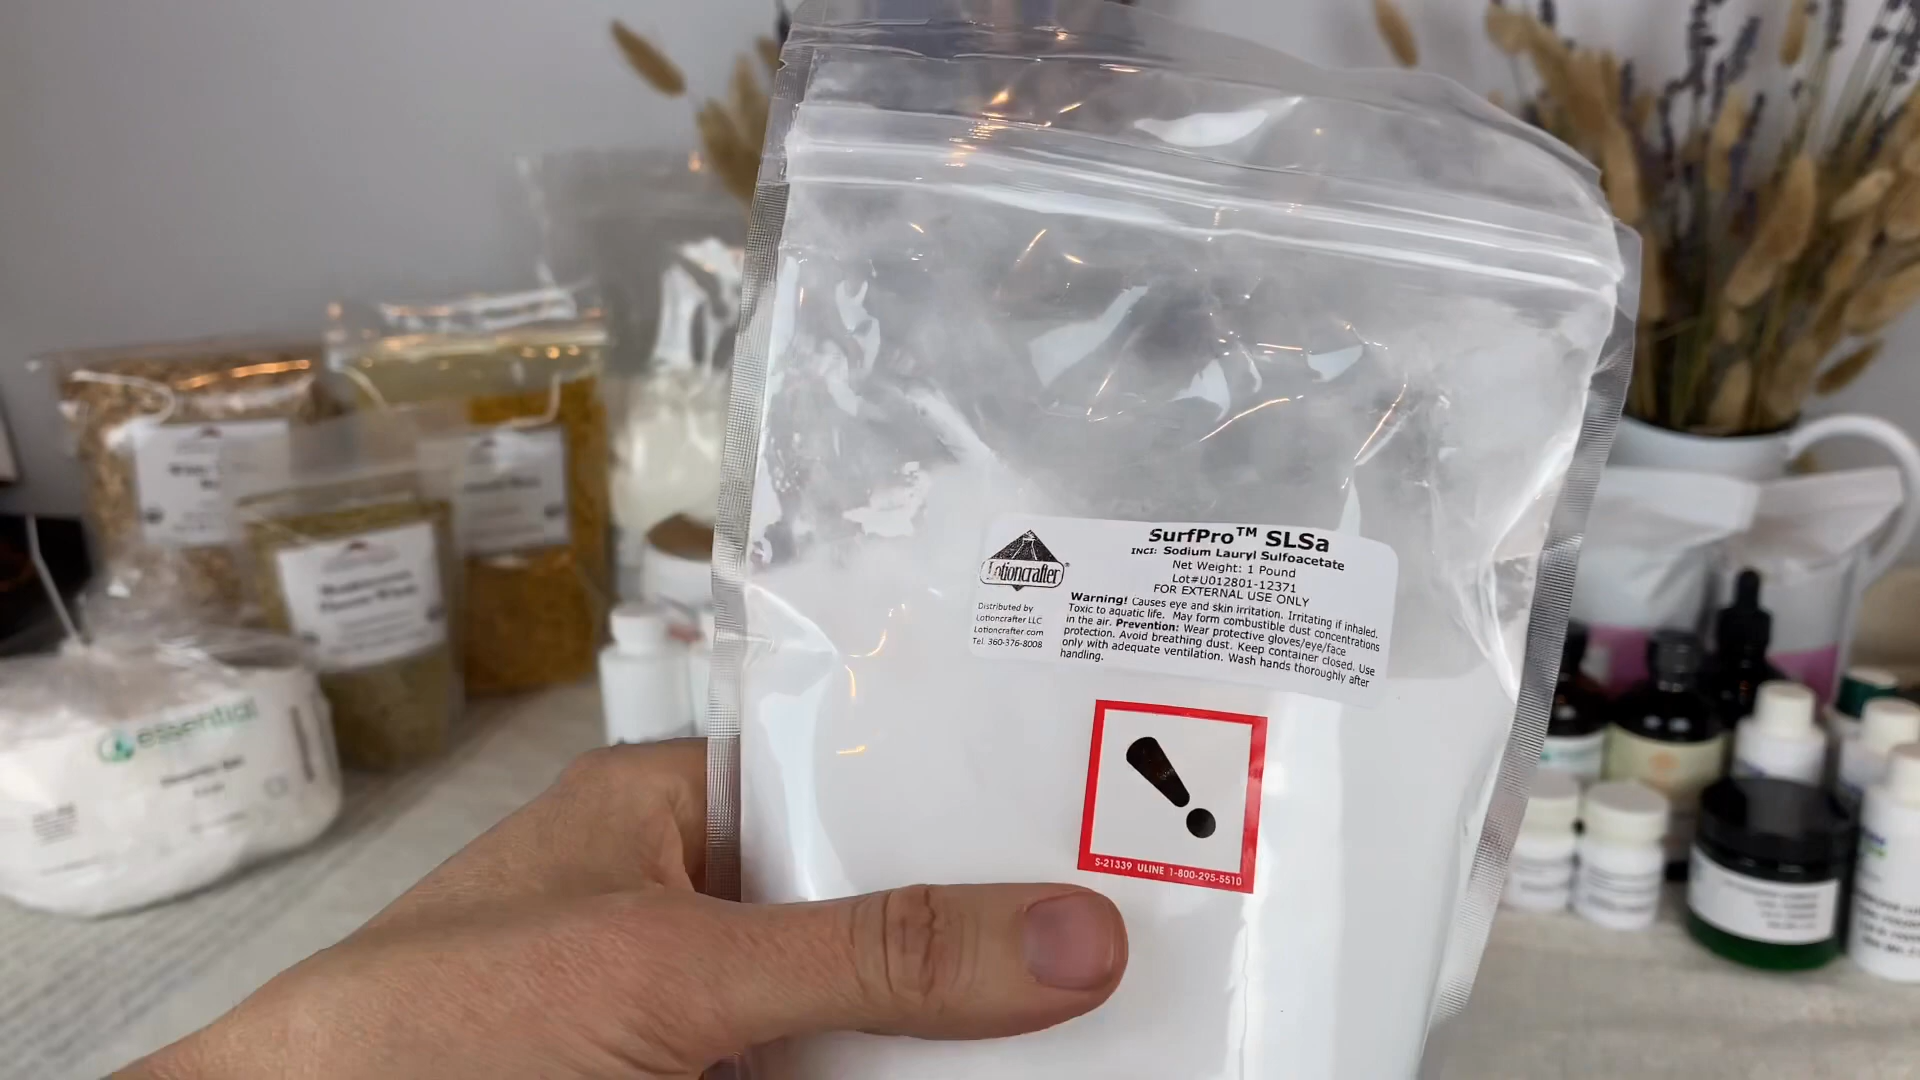 SurfPro™ SLSa
INCI: Sodium Lauryl Sulfoacetate
Net Weight: 1 Pound
Lot#U012801-12371
FOR EXTERNAL USE ONLY
Lotioncrafter®
Distributed by
Lotioncrafter LLC
Lotioncrafter.com
Tel. 360-376-8008
Warning! Causes eye and skin irritation. Irritating if inhaled.
Toxic to aquatic life. May form combustible dust concentrations
in the air. Prevention: Wear protective gloves/eye/face
protection. Avoid breathing dust. Keep container closed. Use
only with adequate ventilation. Wash hands thoroughly after
handling.
S-21339 ULINE 1-800-295-5510
essential